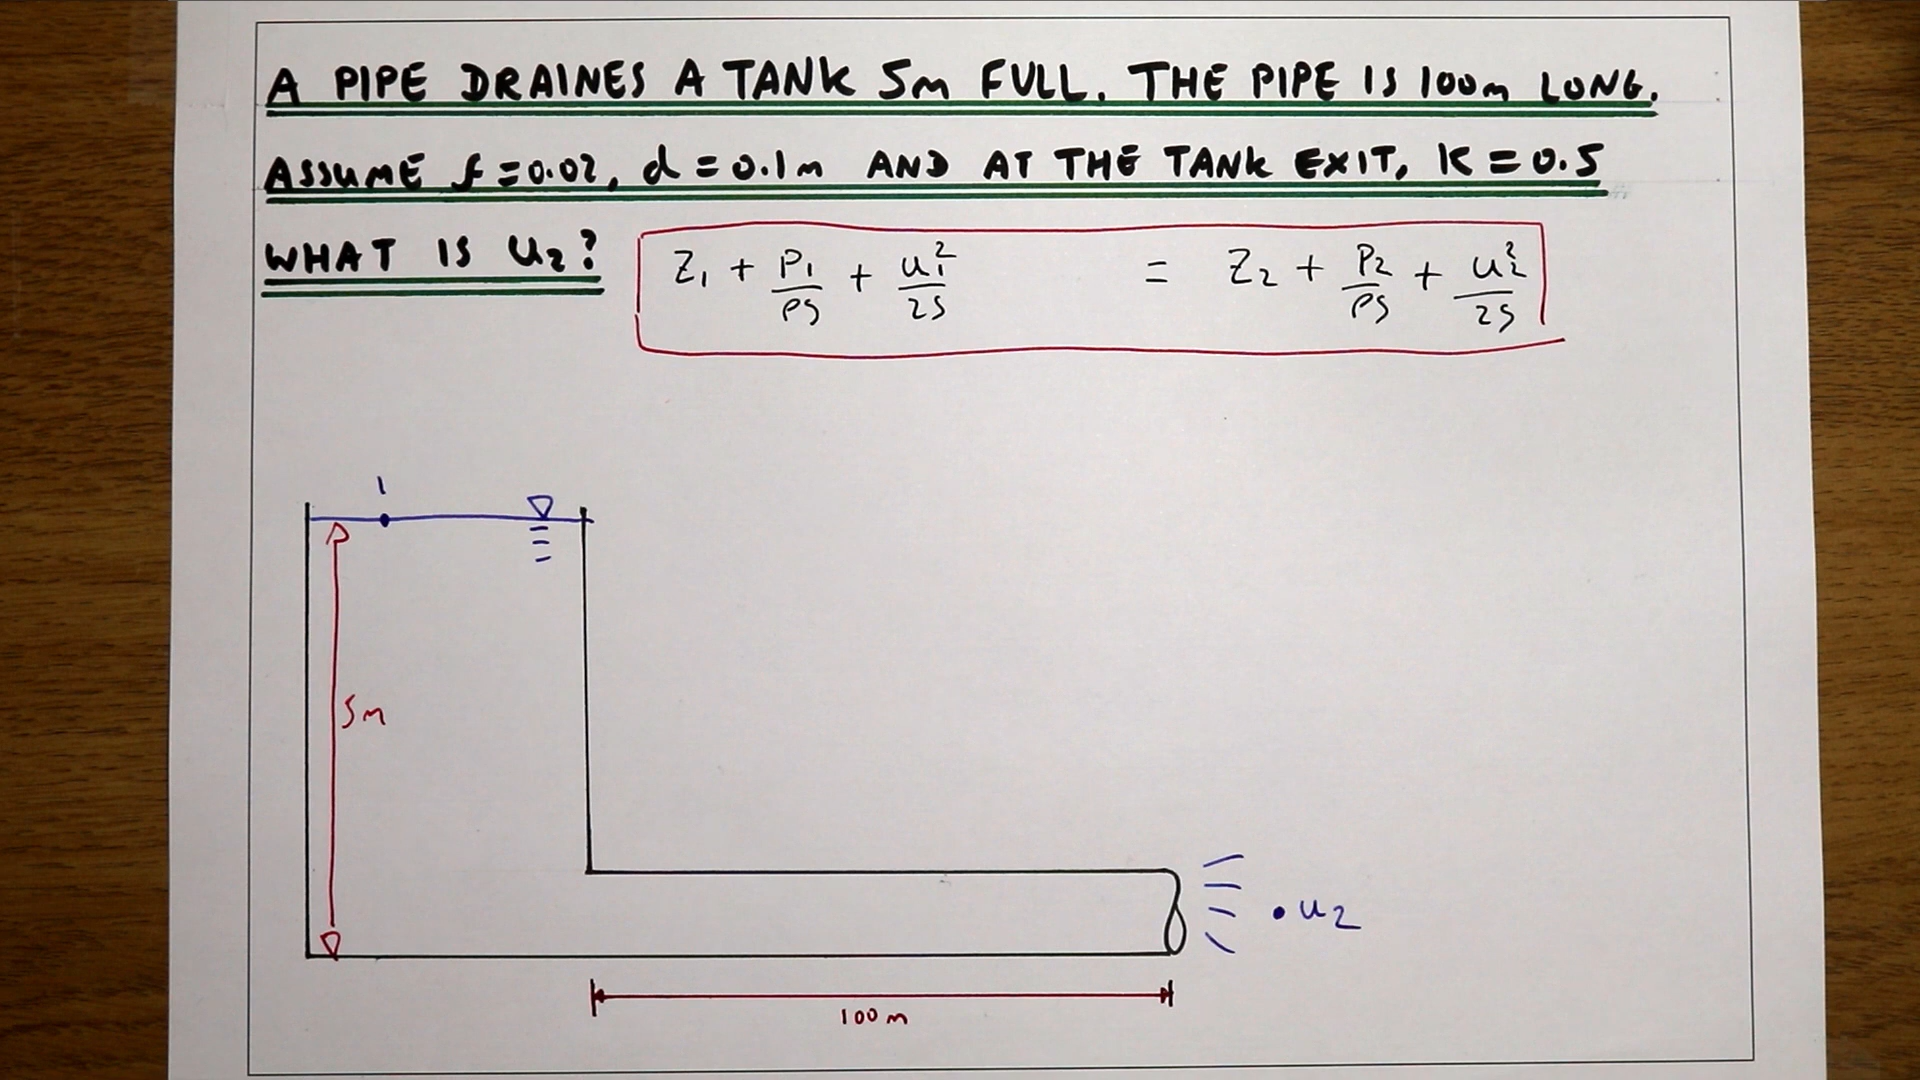 A PIPE DRAINES A TANK 5m FULL. THE PIPE IS 100m LONG.
ASSUME f=0.02, d=0.1m AND AT THE TANK EXIT, K=0.5
WHAT IS u₂?
Z₁ + P₁/ρg + u₁²/2g = Z₂ + P₂/ρg + u₂²/2g
1
5m
u₂
100m